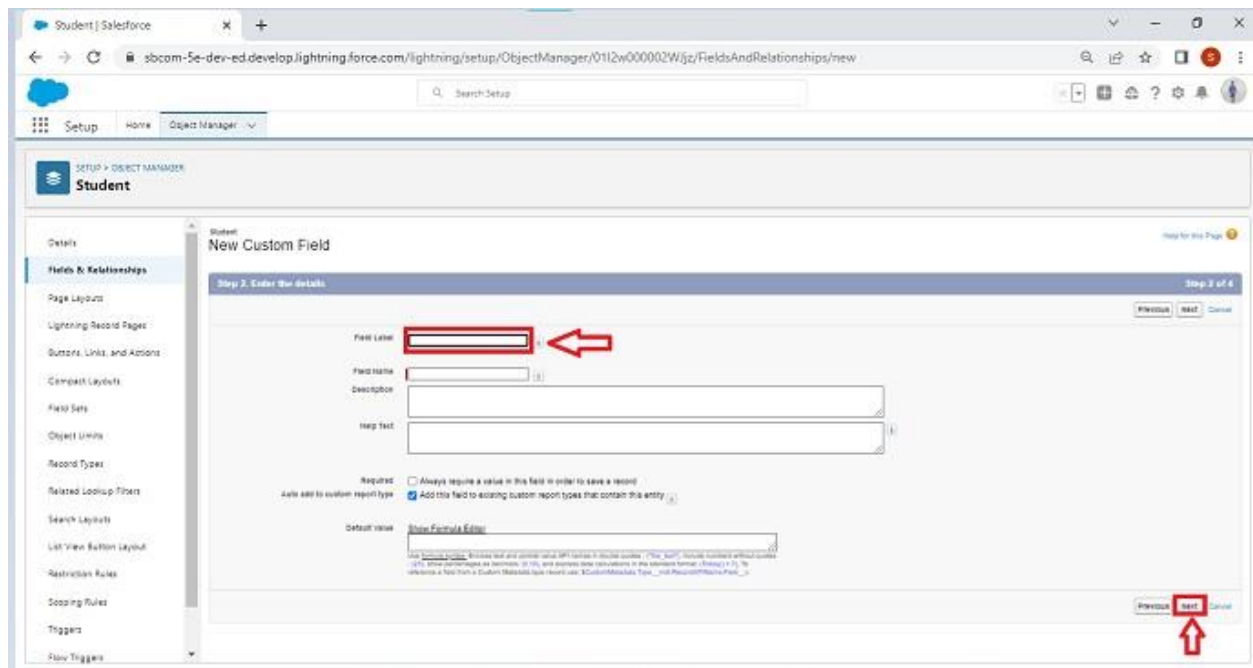 Student | Salesforce
sbcom-5e-dev-ed.develop.lightning.force.com/lightning/setup/ObjectManager/01I2w000002WJjz/FieldsAndRelationships/new
S
Search Setup
Setup Home Object Manager
SETUP > OBJECT MANAGER
Student
Details
Fields & Relationships
Page Layouts
Lightning Record Pages
Buttons, Links, and Actions
Compact Layouts
Field Sets
Object Limits
Record Types
Related Lookup Filters
Search Layouts
List View Button Layout
Restriction Rules
Scoping Rules
Triggers
Flow Triggers
Student
New Custom Field
Help for this Page
Step 2. Enter the details
Step 2 of 4
Previous Next Cancel
Field Label
Field Name
Description
Help Text
Required
Always require a value in this field in order to save a record
Auto add to custom report type
Add this field to existing custom report types that contain this entity
Default Value
Show Formula Editor
Previous Next Cancel